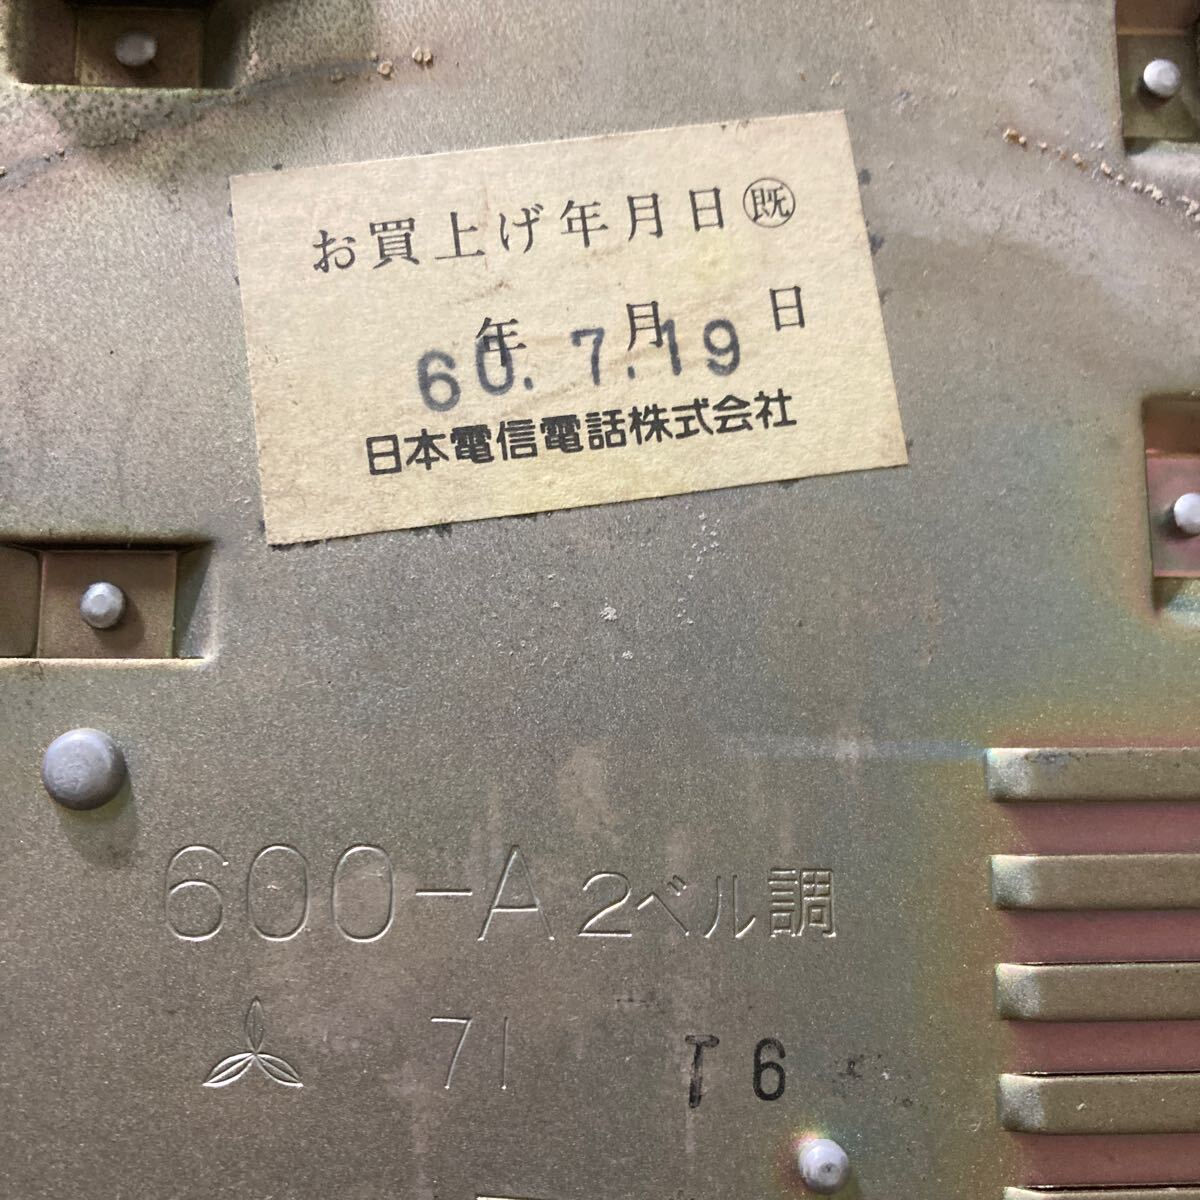 お買上げ年月日㊎
年 月 日
60. 7. 19
日本電信電話株式会社
600-A 2ベル調
71 T6